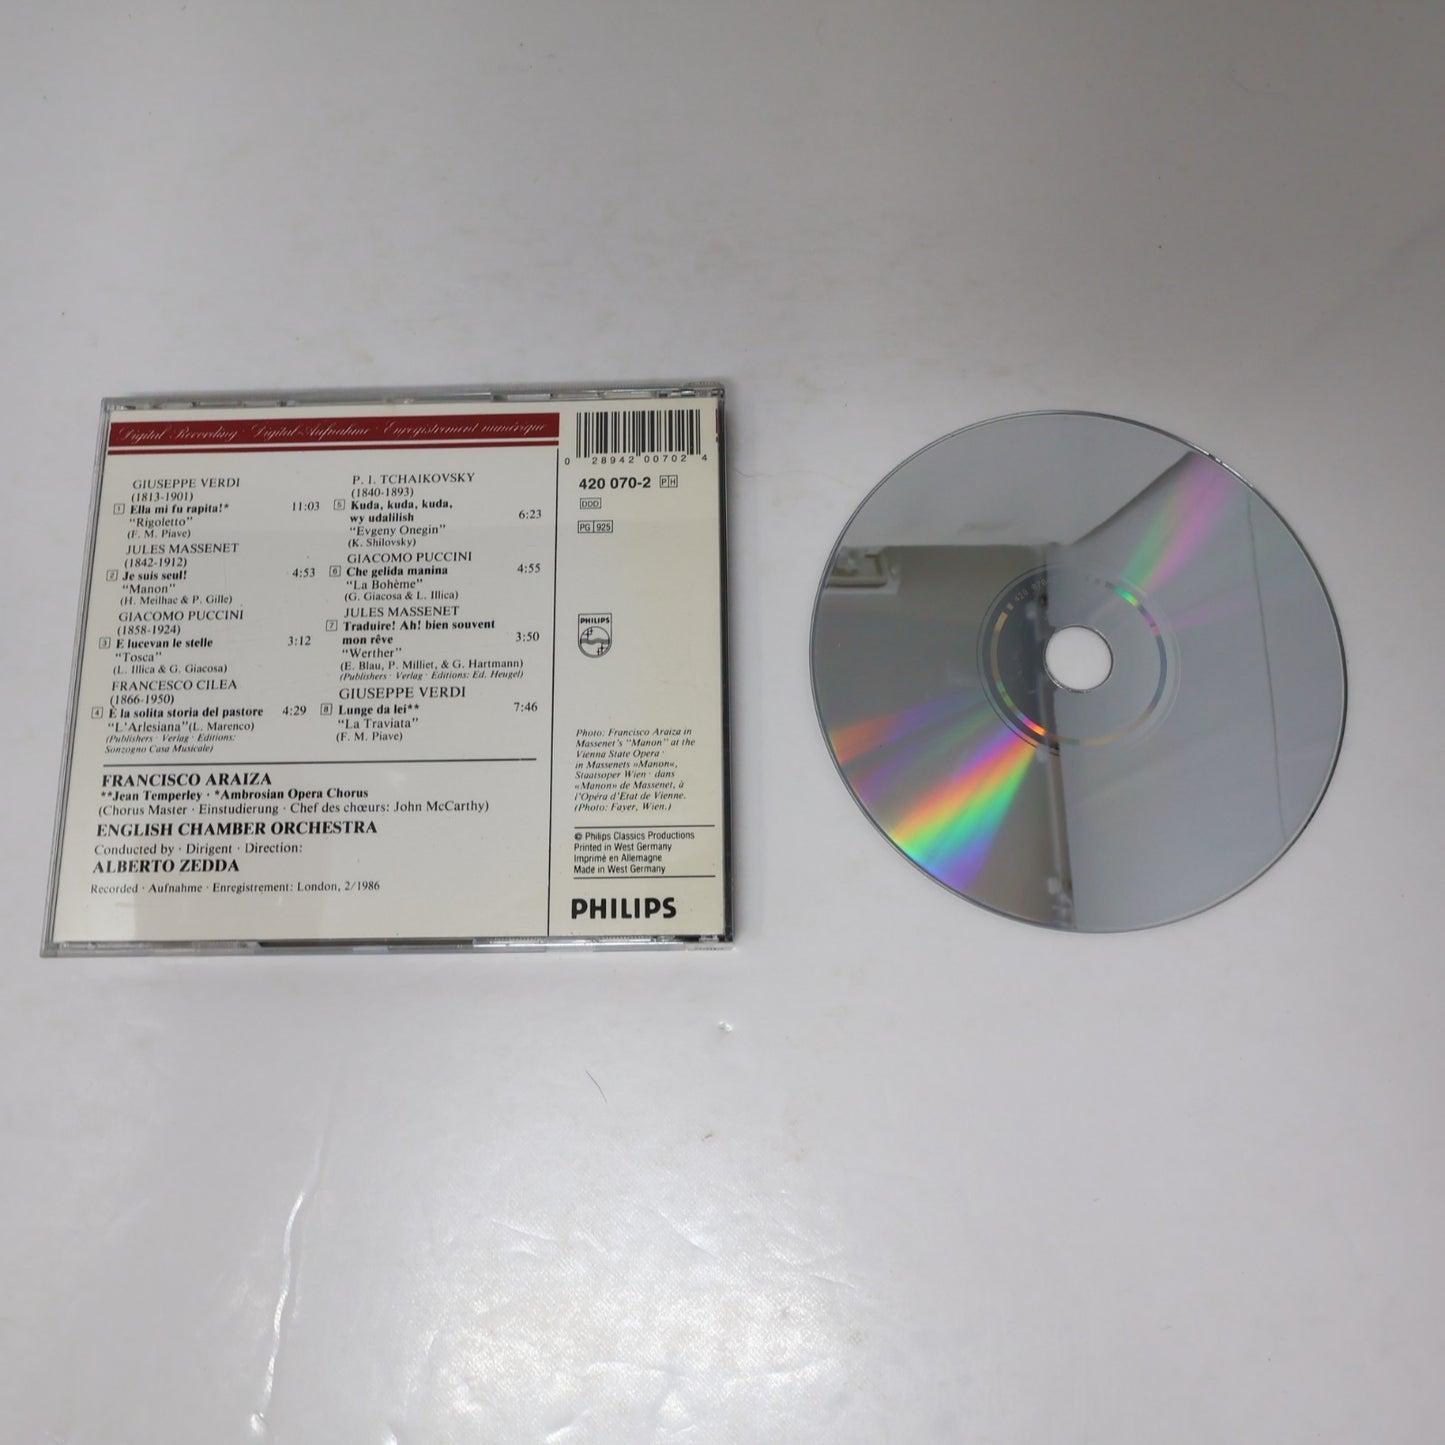 Digital Recording · Digital-Aufnahme · Enregistrement numérique
GIUSEPPE VERDI
(1813-1901)
1 Ella mi fu rapita!* 11:03
"Rigoletto"
(F. M. Piave)
JULES MASSENET
(1842-1912)
2 Je suis seul! 4:53
"Manon"
(H. Meilhac & P. Gille)
GIACOMO PUCCINI
(1858-1924)
3 E lucevan le stelle 3:12
"Tosca"
(L. Illica & G. Giacosa)
FRANCESCO CILEA
(1866-1950)
4 È la solita storia del pastore 4:29
"L'Arlesiana" (L. Marenco)
(Publishers · Verlag · Editions:
Sonzogno Casa Musicale)
P. I. TCHAIKOVSKY
(1840-1893)
5 Kuda, kuda, kuda,
wy udalilish 6:23
"Evgeny Onegin"
(K. Shilovsky)
GIACOMO PUCCINI
6 Che gelida manina 4:55
"La Bohème"
(G. Giacosa & L. Illica)
JULES MASSENET
7 Traduire! Ah! bien souvent
mon rêve 3:50
"Werther"
(E. Blau, P. Milliet, & G. Hartmann)
(Publishers · Verlag · Editions: Ed. Heugel)
GIUSEPPE VERDI
8 Lunge da lei** 7:46
"La Traviata"
(F. M. Piave)
FRANCISCO ARAIZA
**Jean Temperley · *Ambrosian Opera Chorus
(Chorus Master · Einstudierung · Chef des chœurs: John McCarthy)
ENGLISH CHAMBER ORCHESTRA
Conducted by · Dirigent · Direction:
ALBERTO ZEDDA
Recorded · Aufnahme · Enregistrement: London, 2/1986
0 28942 00702 4
420 070-2 PH
DDD
PG 925
PHILIPS
Photo: Francisco Araiza in
Massenet's "Manon" at the
Vienna State Opera ·
in Massenets »Manon«,
Staatsoper Wien · dans
«Manon» de Massenet, à
l'Opéra d'Etat de Vienne.
(Photo: Fayer, Wien.)
© Philips Classics Productions
Printed in West Germany
Imprimé en Allemagne
Made in West Germany
PHILIPS
420 070